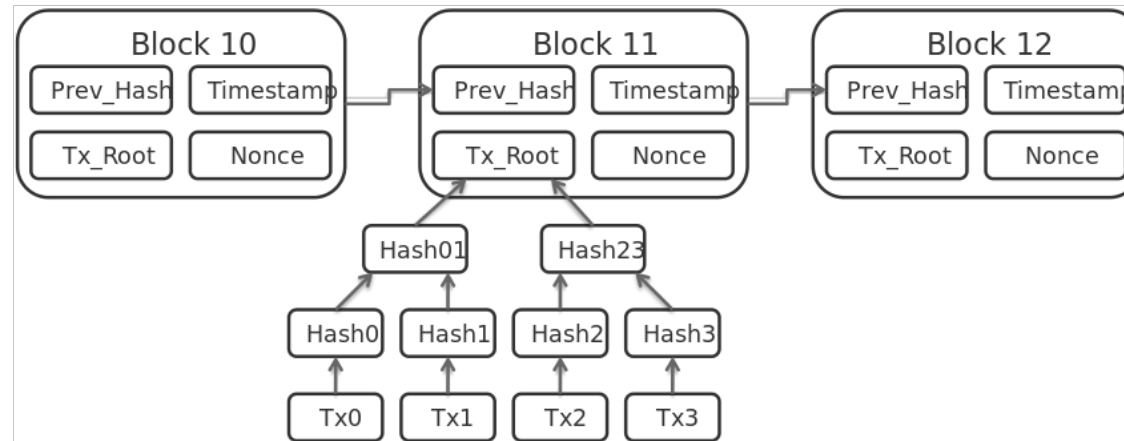 Block 10
Block 11
Block 12
Prev_Hash
Timestamp
Prev_Hash
Timestamp
Prev_Hash
Timestamp
Tx_Root
Nonce
Tx_Root
Nonce
Tx_Root
Nonce
Hash01
Hash23
Hash0
Hash1
Hash2
Hash3
Tx0
Tx1
Tx2
Tx3